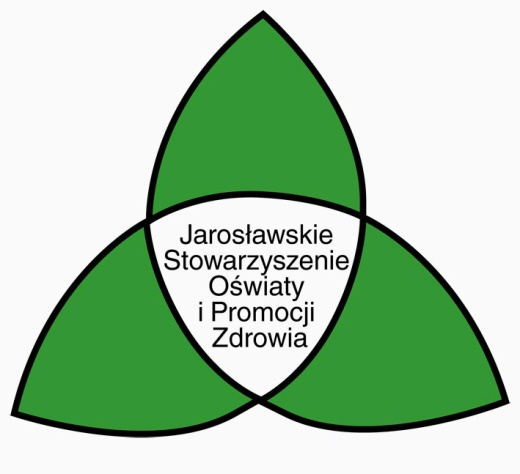 Jarosławskie
Stowarzyszenie
Oświaty
i Promocji
Zdrowia